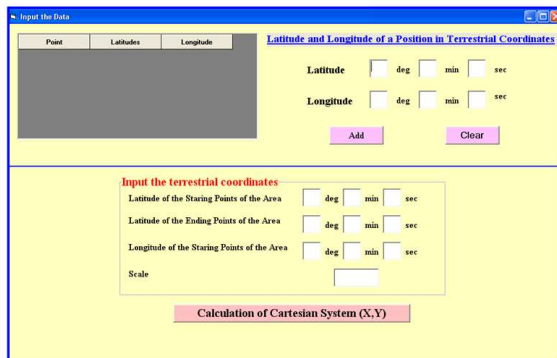 Input the Data
Point Latitudes Longitude
Latitude and Longitude of a Position in Terrestrial Coordinates
Latitude deg min sec
Longitude deg min sec
Add Clear
Input the terrestrial coordinates
Latitude of the Staring Points of the Area deg min sec
Latitude of the Ending Points of the Area deg min sec
Longitude of the Staring Points of the Area deg min sec
Scale
Calculation of Cartesian System (X,Y)